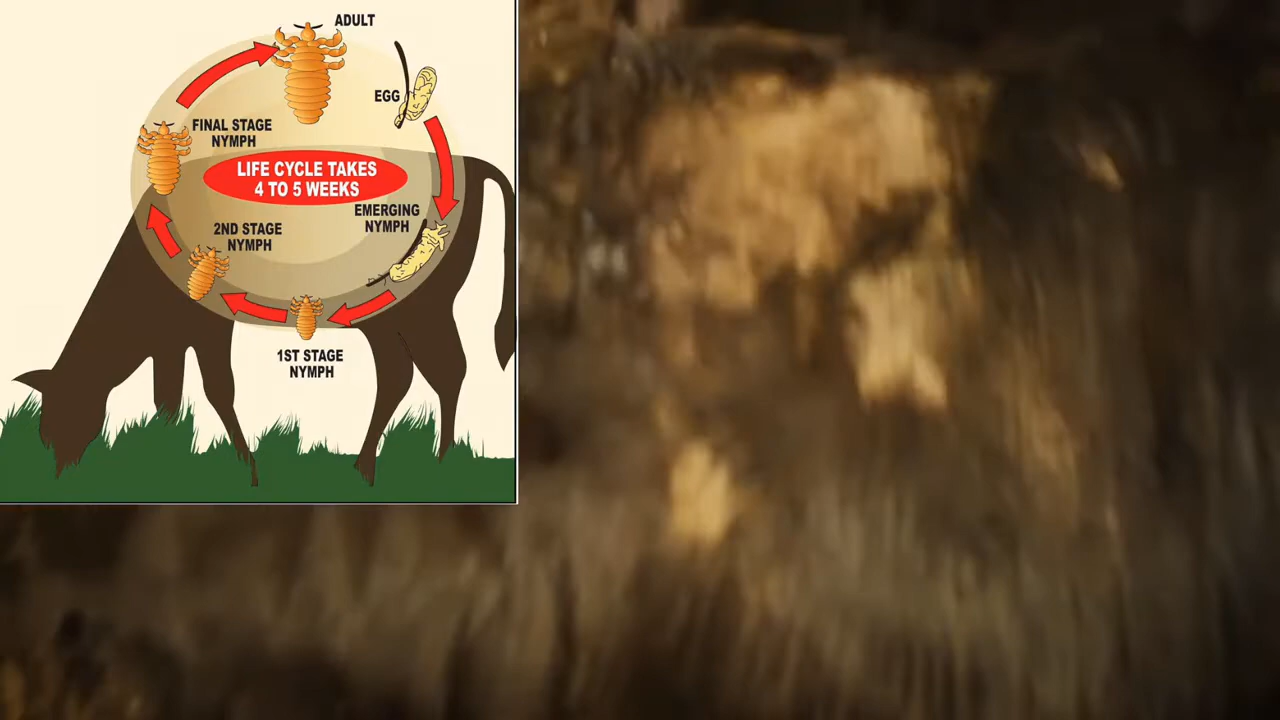 ADULT
EGG
FINAL STAGE
NYMPH
LIFE CYCLE TAKES
4 TO 5 WEEKS
EMERGING
NYMPH
2ND STAGE
NYMPH
1ST STAGE
NYMPH